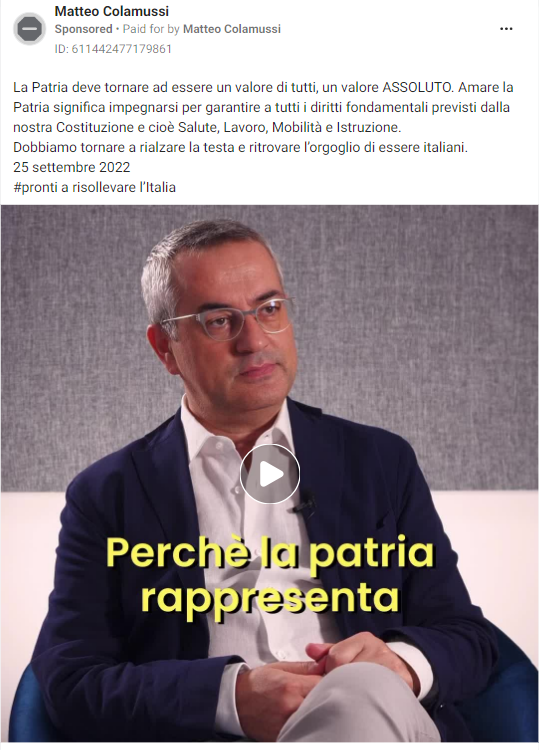 Matteo Colamussi
Sponsored • Paid for by Matteo Colamussi
ID: 611442477179861
La Patria deve tornare ad essere un valore di tutti, un valore ASSOLUTO. Amare la
Patria significa impegnarsi per garantire a tutti i diritti fondamentali previsti dalla
nostra Costituzione e cioè Salute, Lavoro, Mobilità e Istruzione.
Dobbiamo tornare a rialzare la testa e ritrovare l'orgoglio di essere italiani.
25 settembre 2022
#pronti a risollevare l'Italia
Perchè la patria
rappresenta